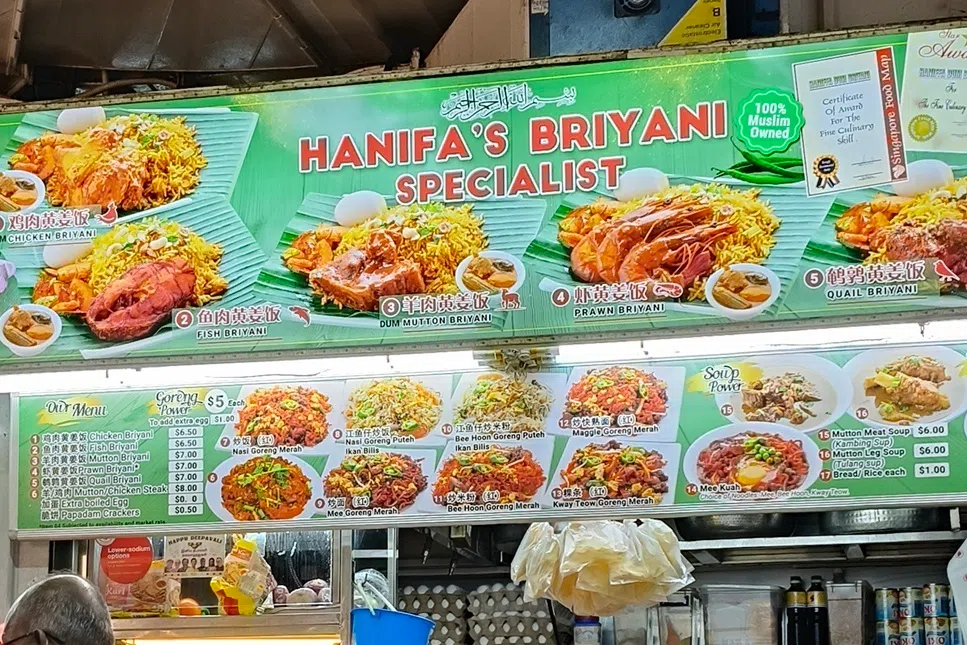 Air Cleaner
Electrostatic
بسم الله الرحمن الرحيم
HANIFA'S BRIYANI
SPECIALIST
100%
Muslim
Owned
Certificate
Of Award
For The
Fine Culinary
Skill.
Singapore Food Map
鸡肉黄姜饭
CHICKEN BRIYANI
2 鱼肉黄姜饭
FISH BRIYANI
3 羊肉黄姜饭
DUM MUTTON BRIYANI
4 虾黄姜饭
PRAWN BRIYANI
5 鹌鹑黄姜饭
QUAIL BRIYANI
Our Menu
1 鸡肉黄姜饭 Chicken Briyani $6.50
2 鱼肉黄姜饭 Fish Briyani $6.50
3 羊肉黄姜饭 Mutton Briyani $7.00
4 虾黄姜饭 Prawn Briyani* $7.00
5 鹌鹑黄姜饭 Quail Briyani $7.00
6 羊/鸡肉 Mutton/Chicken Steak $8.00
加蛋 Extra boiled Egg
脆饼 Papadam Crackers $0.50
Goreng
Power
$5 Each
To add extra egg $1.00
7 炒饭 (红)
Nasi Goreng Merah
8 江鱼仔炒饭
Nasi Goreng Puteh
Ikan Bilis
9 炒面 (红)
Mee Goreng Merah
10 江鱼仔炒米粉
Bee Hoon Goreng Puteh
Ikan Bilis
11 炒米粉 (红)
Bee Hoon Goreng Merah
12 炒快熟面 (红)
Maggie Goreng Merah
13 粿条 (红)
Kway Teow Goreng Merah
Soup
Power
15
16
14 Mee Kuah
Choice of Noodles: Mee, Bee Hoon, Kway Teow
15 Mutton Meat Soup $6.00
(Kambing Sup)
16 Mutton Leg Soup $6.00
(Tulang sup)
17 Bread/Rice each $1.00
Lower-sodium
options
HAPPY DEEPAVALI